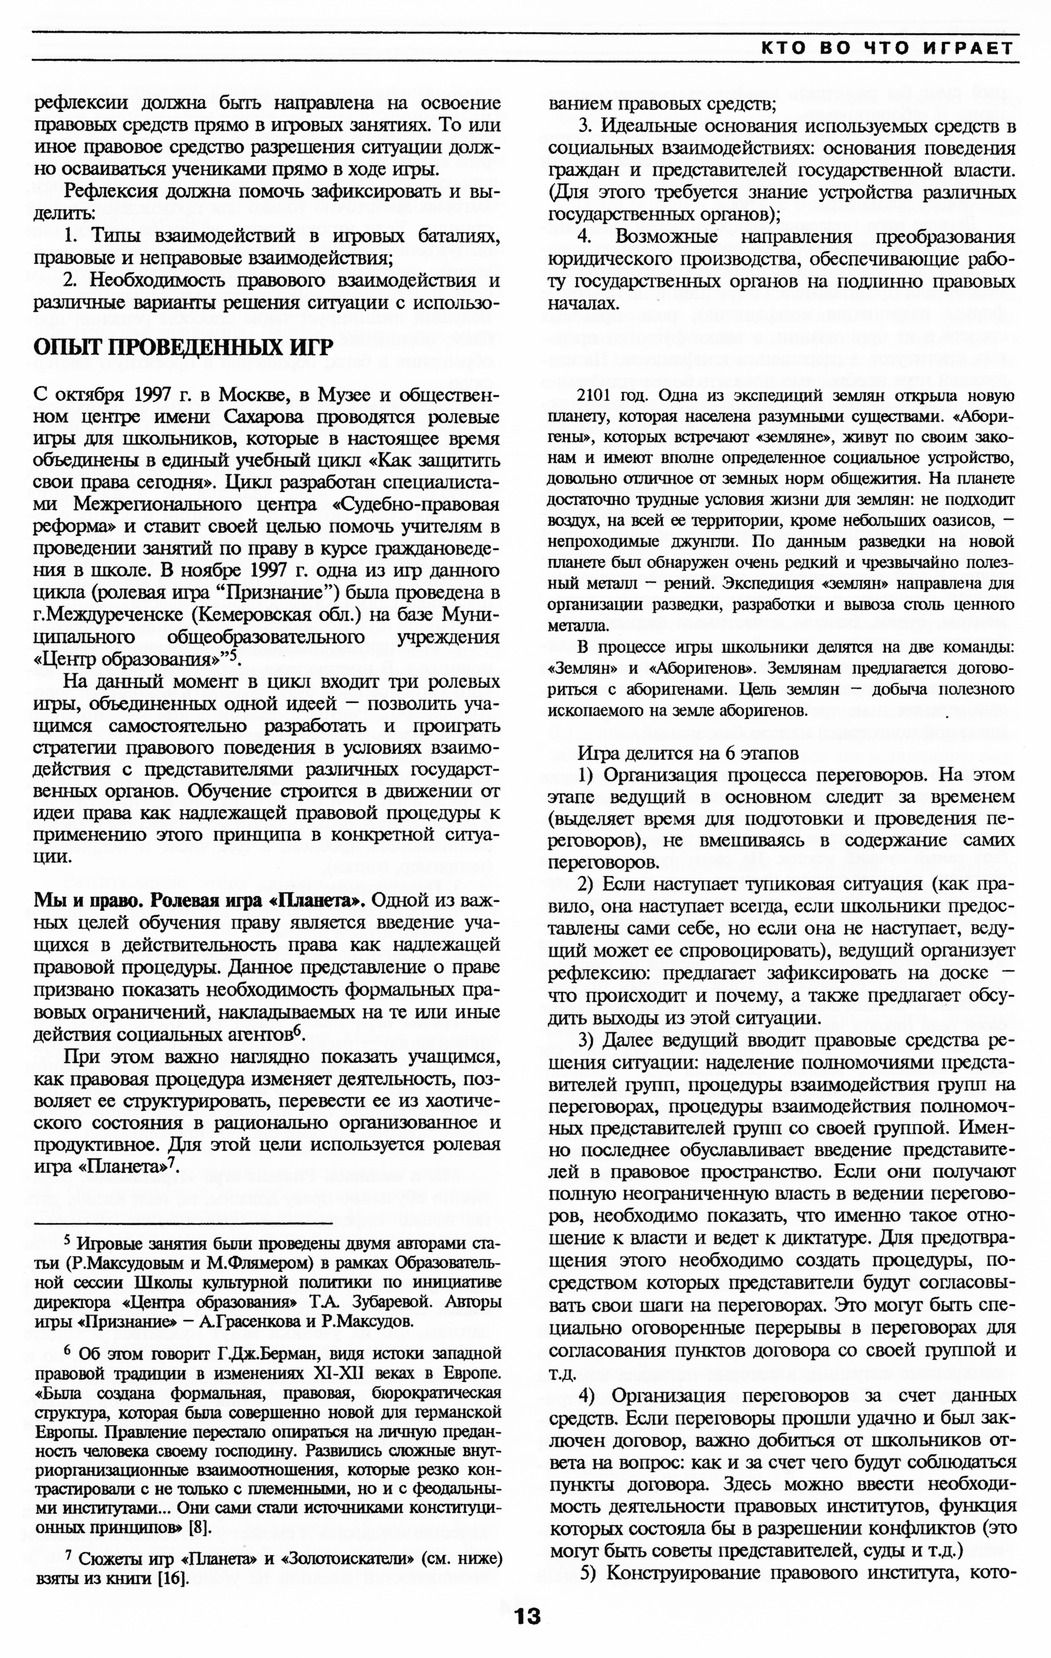 КТО ВО ЧТО ИГРАЕТ
рефлексии должна быть направлена на освоение
правовых средств прямо в игровых занятиях. То или
иное правовое средство разрешения ситуации долж-
но осваиваться учениками прямо в ходе игры.
Рефлексия должна помочь зафиксировать и вы-
делить:
1. Типы взаимодействий в игровых баталиях,
правовые и неправовые взаимодействия;
2. Необходимость правового взаимодействия и
различные варианты решения ситуации с использо-
ванием правовых средств;
3. Идеальные основания используемых средств в
социальных взаимодействиях: основания поведения
граждан и представителей государственной власти.
(Для этого требуется знание устройства различных
государственных органов);
4. Возможные направления преобразования
юридического производства, обеспечивающие рабо-
ту государственных органов на подлинно правовых
началах.
ОПЫТ ПРОВЕДЕННЫХ ИГР
С октября 1997 г. в Москве, в Музее и обществен-
ном центре имени Сахарова проводятся ролевые
игры для школьников, которые в настоящее время
объединены в единый учебный цикл «Как защитить
свои права сегодня». Цикл разработан специалиста-
ми Межрегионального центра «Судебно-правовая
реформа» и ставит своей целью помочь учителям в
проведении занятий по праву в курсе граждановеде-
ния в школе. В ноябре 1997 г. одна из игр данного
цикла (ролевая игра “Признание”) была проведена в
г.Междуреченске (Кемеровская обл.) на базе Муни-
ципального общеобразовательного учреждения
«Центр образования»”5.
На данный момент в цикл входит три ролевых
игры, объединенных одной идеей — позволить уча-
щимся самостоятельно разработать и проиграть
стратегии правового поведения в условиях взаимо-
действия с представителями различных государст-
венных органов. Обучение строится в движении от
идеи права как надлежащей правовой процедуры к
применению этого принципа в конкретной ситуа-
ции.
Мы и право. Ролевая игра «Планета». Одной из важ-
ных целей обучения праву является введение уча-
щихся в действительность права как надлежащей
правовой процедуры. Данное представление о праве
призвано показать необходимость формальных пра-
вовых ограничений, накладываемых на те или иные
действия социальных агентов6.
При этом важно наглядно показать учащимся,
как правовая процедура изменяет деятельность, поз-
воляет ее структурировать, перевести ее из хаотиче-
ского состояния в рационально организованное и
продуктивное. Для этой цели используется ролевая
игра «Планета»7.
5 Игровые занятия были проведены двумя авторами ста-
тьи (Р.Максудовым и М.Флямером) в рамках Образователь-
ной сессии Школы культурной политики по инициативе
директора «Центра образования» Т.А. Зубаревой. Авторы
игры «Признание» — А.Грасенкова и Р.Максудов.
6 Об этом говорит Г.Дж.Берман, видя истоки западной
правовой традиции в изменениях XI-XII веках в Европе.
«Была создана формальная, правовая, бюрократическая
структура, которая была совершенно новой для германской
Европы. Правление перестало опираться на личную предан-
ность человека своему господину. Развились сложные внут-
риорганизационные взаимоотношения, которые резко кон-
трастировали с не только с племенными, но и с феодальны-
ми институтами... Они сами стали источниками конституци-
онных принципов» [8].
7 Сюжеты игр «Планета» и «Золотоискатели» (см. ниже)
взяты из книги [16].
2101 год. Одна из экспедиций землян открыла новую
планету, которая населена разумными существами. «Абори-
гены», которых встречают «земляне», живут по своим зако-
нам и имеют вполне определенное социальное устройство,
довольно отличное от земных норм общежития. На планете
достаточно трудные условия жизни для землян: не подходит
воздух, на всей ее территории, кроме небольших оазисов, —
непроходимые джунгли. По данным разведки на новой
планете был обнаружен очень редкий и чрезвычайно полез-
ный металл — рений. Экспедиция «землян» направлена для
организации разведки, разработки и вывоза столь ценного
металла.
В процессе игры школьники делятся на две команды:
«Землян» и «Аборигенов». Землянам предлагается догово-
риться с аборигенами. Цель землян — добыча полезного
ископаемого на земле аборигенов.
Игра делится на 6 этапов
1) Организация процесса переговоров. На этом
этапе ведущий в основном следит за временем
(выделяет время для подготовки и проведения пе-
реговоров), не вмешиваясь в содержание самих
переговоров.
2) Если наступает тупиковая ситуация (как пра-
вило, она наступает всегда, если школьники предос-
тавлены сами себе, но если она не наступает, веду-
щий может ее спровоцировать), ведущий организует
рефлексию: предлагает зафиксировать на доске —
что происходит и почему, а также предлагает обсу-
дить выходы из этой ситуации.
3) Далее ведущий вводит правовые средства ре-
шения ситуации: наделение полномочиями предста-
вителей групп, процедуры взаимодействия групп на
переговорах, процедуры взаимодействия полномоч-
ных представителей групп со своей группой. Имен-
но последнее обуславливает введение представите-
лей в правовое пространство. Если они получают
полную неограниченную власть в ведении перегово-
ров, необходимо показать, что именно такое отно-
шение к власти и ведет к диктатуре. Для предотвра-
щения этого необходимо создать процедуры, по-
средством которых представители будут согласовы-
вать свои шаги на переговорах. Это могут быть спе-
циально оговоренные перерывы в переговорах для
согласования пунктов договора со своей группой и
т.д.
4) Организация переговоров за счет данных
средств. Если переговоры прошли удачно и был зак-
лючен договор, важно добиться от школьников от-
вета на вопрос: как и за счет чего будут соблюдаться
пункты договора. Здесь можно ввести необходи-
мость деятельности правовых институтов, функция
которых состояла бы в разрешении конфликтов (это
могут быть советы представителей, суды и т.д.)
5) Конструирование правового института, кото-
13